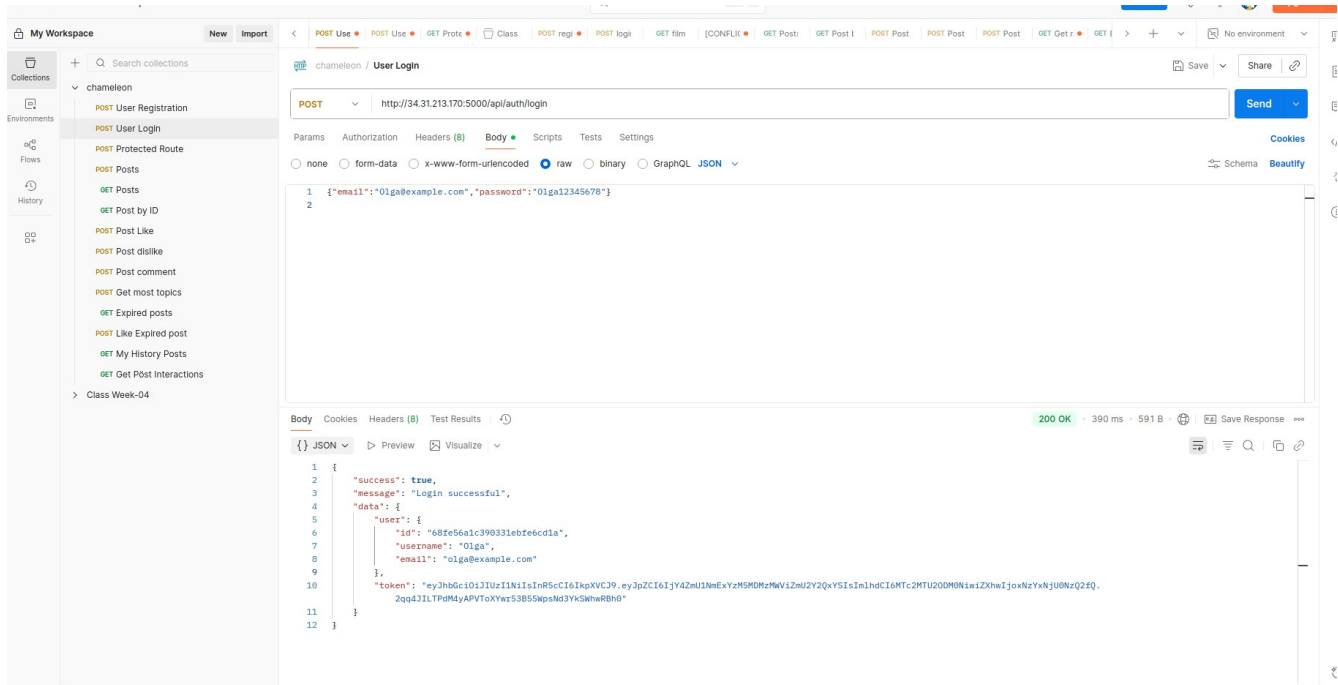 My Workspace New Import
POST Use POST Use GET Prote Class POST regi POST logii GET film [CONFLIC GET Post: GET Post I POST Post POST Post POST Post GET Get r No environment
Collections
Environments
Flows
History
Search collections
chameleon
POST User Registration
POST User Login
POST Protected Route
POST Posts
GET Posts
GET Post by ID
POST Post Like
POST Post dislike
POST Post comment
POST Get most topics
GET Expired posts
POST Like Expired post
GET My History Posts
GET Get Pöst Interactions
Class Week-04
HTTP chameleon / User Login Save Share
POST http://34.31.213.170:5000/api/auth/login Send
Params Authorization Headers (8) Body Scripts Tests Settings Cookies
none form-data x-www-form-urlencoded raw binary GraphQL JSON Schema Beautify
1 {"email":"Olga@example.com","password":"Olga12345678"}
2
Body Cookies Headers (8) Test Results 200 OK 390 ms 591 B Save Response
{} JSON Preview Visualize
1 {
2 "success": true,
3 "message": "Login successful",
4 "data": {
5 "user": {
6 "id": "68fe56a1c390331ebfe6cd1a",
7 "username": "Olga",
8 "email": "olga@example.com"
9 },
10 "token": "eyJhbGciOiJIUzI1NiIsInR5cCI6IkpXVCJ9.eyJpZCI6IjY4ZmU1NmExYzM5MDMzMWViZmU2Y2QxYSIsImlhdCI6MTc2MTU2ODM0NiwiZXhwIjoxNzYxNjU0NzQ2fQ.
2qq4JILTPdM4yAPVToXYwr53B55WpsNd3YkSWhwRBh0"
11 }
12 }